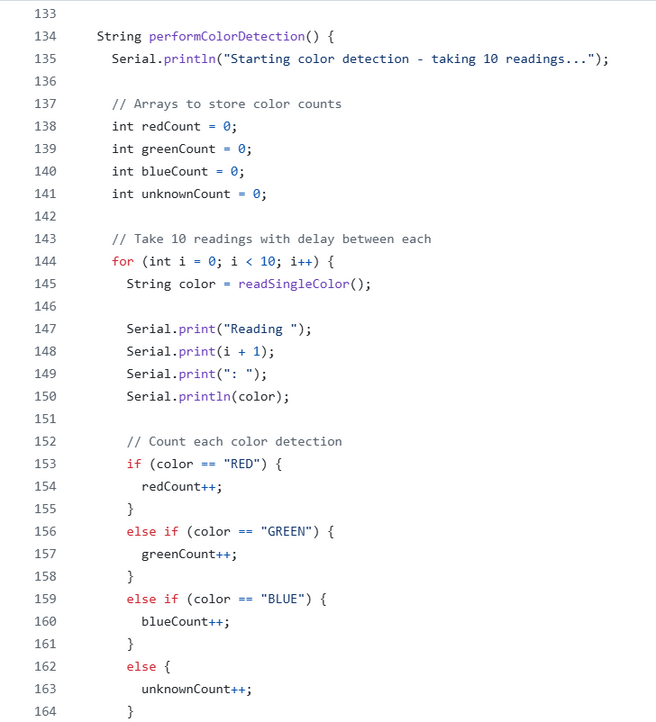 133
134 String performColorDetection() {
135 Serial.println("Starting color detection - taking 10 readings...");
136
137 // Arrays to store color counts
138 int redCount = 0;
139 int greenCount = 0;
140 int blueCount = 0;
141 int unknownCount = 0;
142
143 // Take 10 readings with delay between each
144 for (int i = 0; i < 10; i++) {
145 String color = readSingleColor();
146
147 Serial.print("Reading ");
148 Serial.print(i + 1);
149 Serial.print(": ");
150 Serial.println(color);
151
152 // Count each color detection
153 if (color == "RED") {
154 redCount++;
155 }
156 else if (color == "GREEN") {
157 greenCount++;
158 }
159 else if (color == "BLUE") {
160 blueCount++;
161 }
162 else {
163 unknownCount++;
164 }